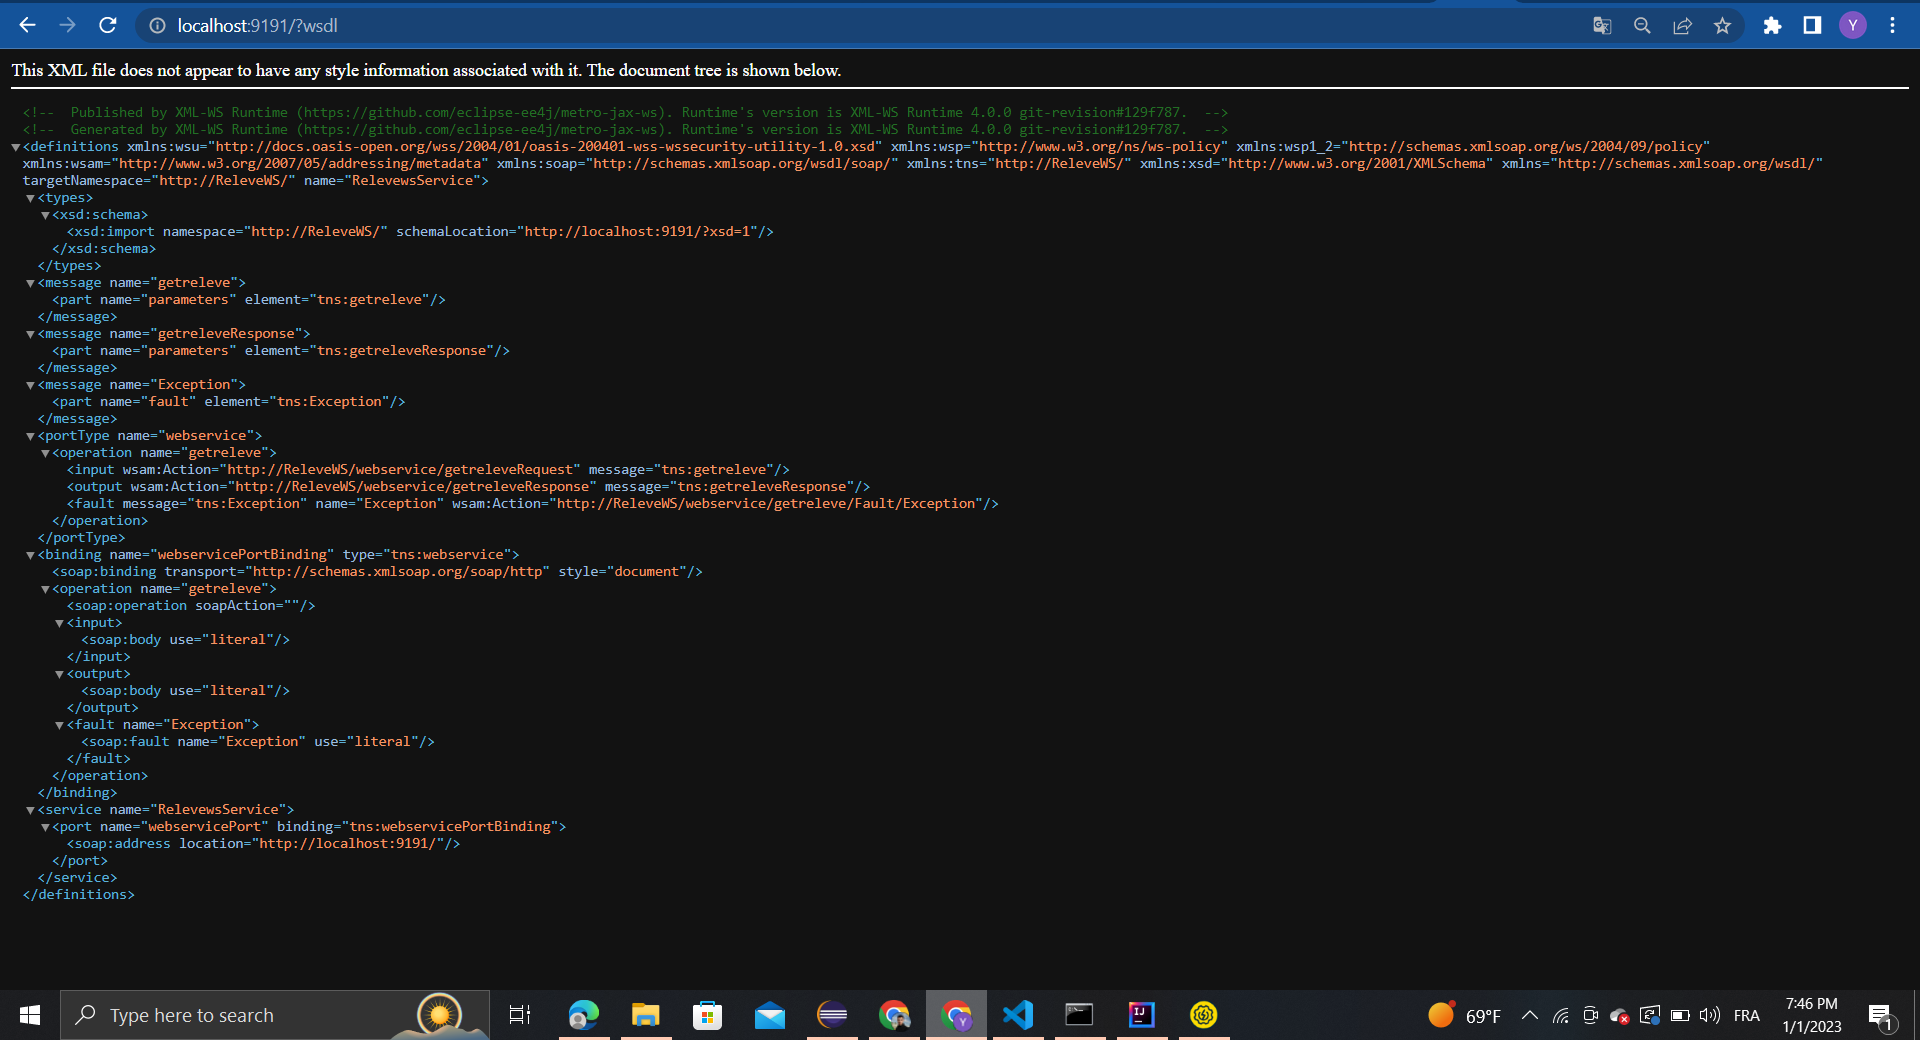 localhost:9191/?wsdl
Y
This XML file does not appear to have any style information associated with it. The document tree is shown below.
<!--  Published by XML-WS Runtime (https://github.com/eclipse-ee4j/metro-jax-ws). Runtime's version is XML-WS Runtime 4.0.0 git-revision#129f787.  -->
<!--  Generated by XML-WS Runtime (https://github.com/eclipse-ee4j/metro-jax-ws). Runtime's version is XML-WS Runtime 4.0.0 git-revision#129f787.  -->
▼<definitions xmlns:wsu="http://docs.oasis-open.org/wss/2004/01/oasis-200401-wss-wssecurity-utility-1.0.xsd" xmlns:wsp="http://www.w3.org/ns/ws-policy" xmlns:wsp1_2="http://schemas.xmlsoap.org/ws/2004/09/policy"
xmlns:wsam="http://www.w3.org/2007/05/addressing/metadata" xmlns:soap="http://schemas.xmlsoap.org/wsdl/soap/" xmlns:tns="http://ReleveWS/" xmlns:xsd="http://www.w3.org/2001/XMLSchema" xmlns="http://schemas.xmlsoap.org/wsdl/"
targetNamespace="http://ReleveWS/" name="RelevewsService">
▼<types>
▼<xsd:schema>
<xsd:import namespace="http://ReleveWS/" schemaLocation="http://localhost:9191/?xsd=1"/>
</xsd:schema>
</types>
▼<message name="getreleve">
<part name="parameters" element="tns:getreleve"/>
</message>
▼<message name="getreleveResponse">
<part name="parameters" element="tns:getreleveResponse"/>
</message>
▼<message name="Exception">
<part name="fault" element="tns:Exception"/>
</message>
▼<portType name="webservice">
▼<operation name="getreleve">
<input wsam:Action="http://ReleveWS/webservice/getreleveRequest" message="tns:getreleve"/>
<output wsam:Action="http://ReleveWS/webservice/getreleveResponse" message="tns:getreleveResponse"/>
<fault message="tns:Exception" name="Exception" wsam:Action="http://ReleveWS/webservice/getreleve/Fault/Exception"/>
</operation>
</portType>
▼<binding name="webservicePortBinding" type="tns:webservice">
<soap:binding transport="http://schemas.xmlsoap.org/soap/http" style="document"/>
▼<operation name="getreleve">
<soap:operation soapAction=""/>
▼<input>
<soap:body use="literal"/>
</input>
▼<output>
<soap:body use="literal"/>
</output>
▼<fault name="Exception">
<soap:fault name="Exception" use="literal"/>
</fault>
</operation>
</binding>
▼<service name="RelevewsService">
▼<port name="webservicePort" binding="tns:webservicePortBinding">
<soap:address location="http://localhost:9191/"/>
</port>
</service>
</definitions>
Type here to search
Y
IJ
69°F
FRA
7:46 PM
1/1/2023
1